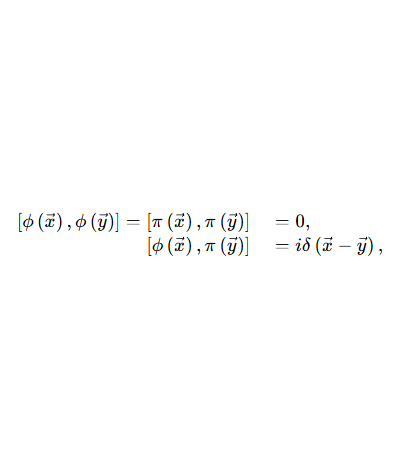 [ϕ(x⃗), ϕ(y⃗)] = [π(x⃗), π(y⃗)] = 0,
[ϕ(x⃗), π(y⃗)] = iδ(x⃗ − y⃗),